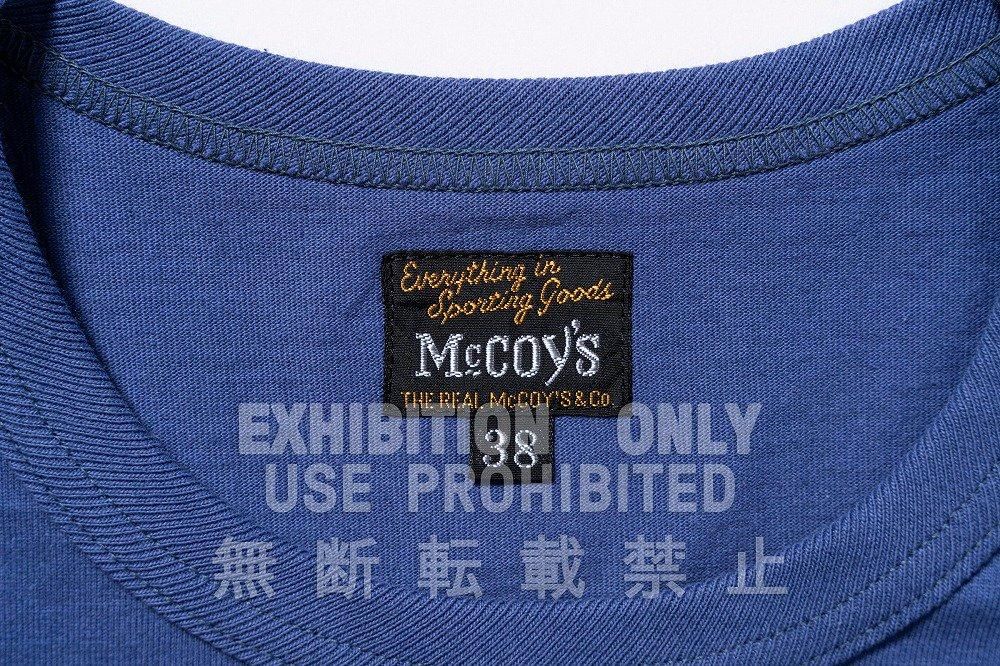 Everything in
Sporting Goods
McCOY'S
THE REAL McCOY'S & Co.
EXHIBITION ONLY
38
USE PROHIBITED
無断転載禁止